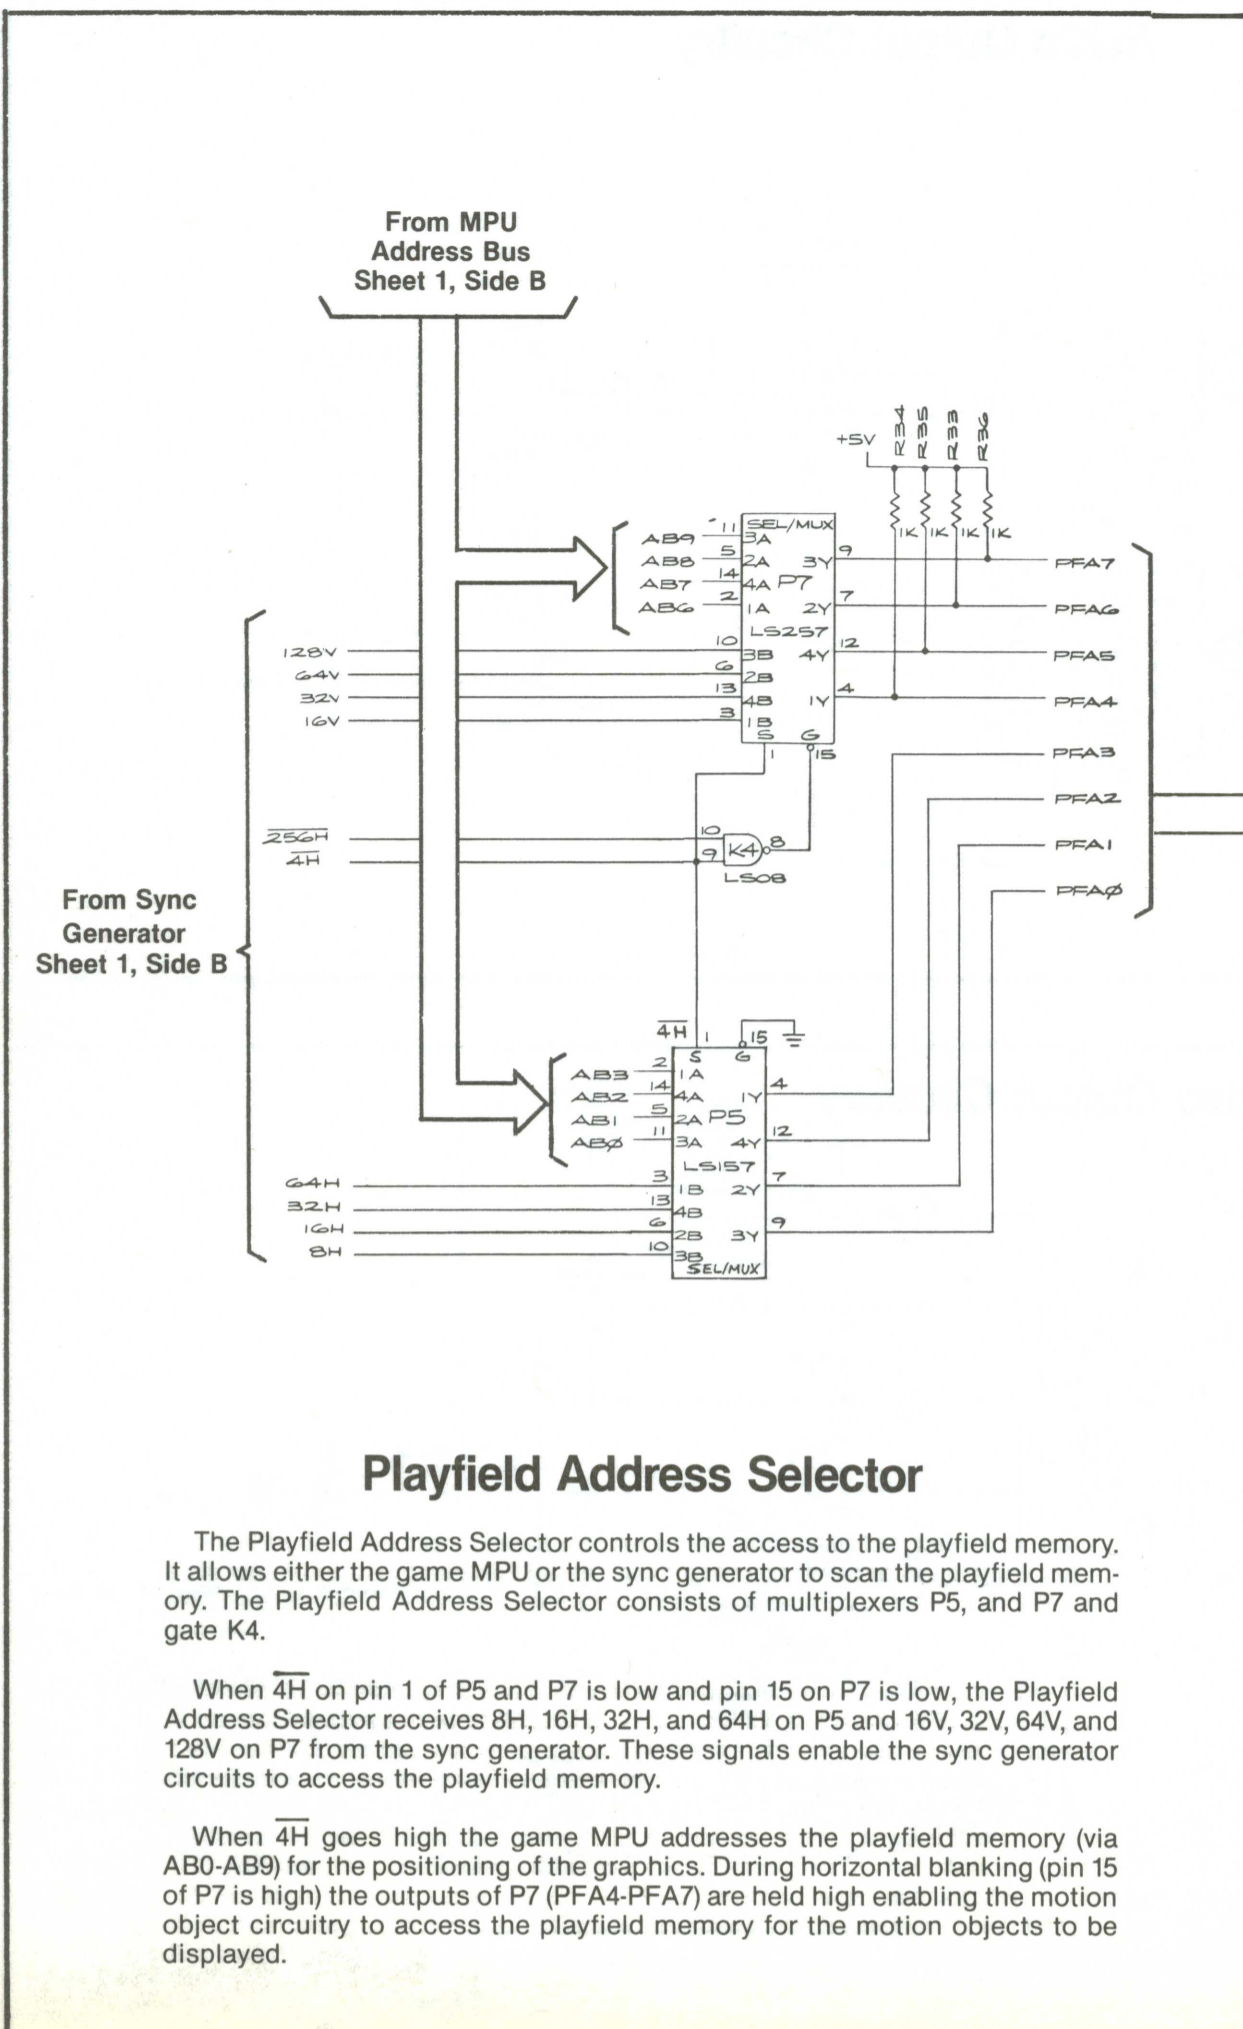 From MPU
Address Bus
Sheet 1, Side B
R34
R35
R33
R36
+5V
1K
1K
1K
1K
11
SEL/MUX
AB9
3A
AB8
5
2A
3Y
9
PFA7
AB7
14
4A
P7
AB6
2
1A
2Y
7
PFA6
LS257
128V
10
3B
4Y
12
PFA5
64V
6
2B
32V
13
4B
1Y
4
PFA4
16V
3
1B
S
G
1
15
PFA3
PFA2
256H
10
K4
8
PFA1
4H
9
LS08
PFA0
From Sync
Generator
Sheet 1, Side B
4H
1
15
S
G
AB3
2
1A
AB2
14
4A
1Y
4
AB1
5
2A
P5
AB0
11
3A
4Y
12
LS157
64H
3
1B
2Y
7
32H
13
4B
16H
6
2B
3Y
9
8H
10
3B
SEL/MUX
Playfield Address Selector
The Playfield Address Selector controls the access to the playfield memory.
It allows either the game MPU or the sync generator to scan the playfield mem-
ory. The Playfield Address Selector consists of multiplexers P5, and P7 and
gate K4.
When 4H on pin 1 of P5 and P7 is low and pin 15 on P7 is low, the Playfield
Address Selector receives 8H, 16H, 32H, and 64H on P5 and 16V, 32V, 64V, and
128V on P7 from the sync generator. These signals enable the sync generator
circuits to access the playfield memory.
When 4H goes high the game MPU addresses the playfield memory (via
AB0-AB9) for the positioning of the graphics. During horizontal blanking (pin 15
of P7 is high) the outputs of P7 (PFA4-PFA7) are held high enabling the motion
object circuitry to access the playfield memory for the motion objects to be
displayed.